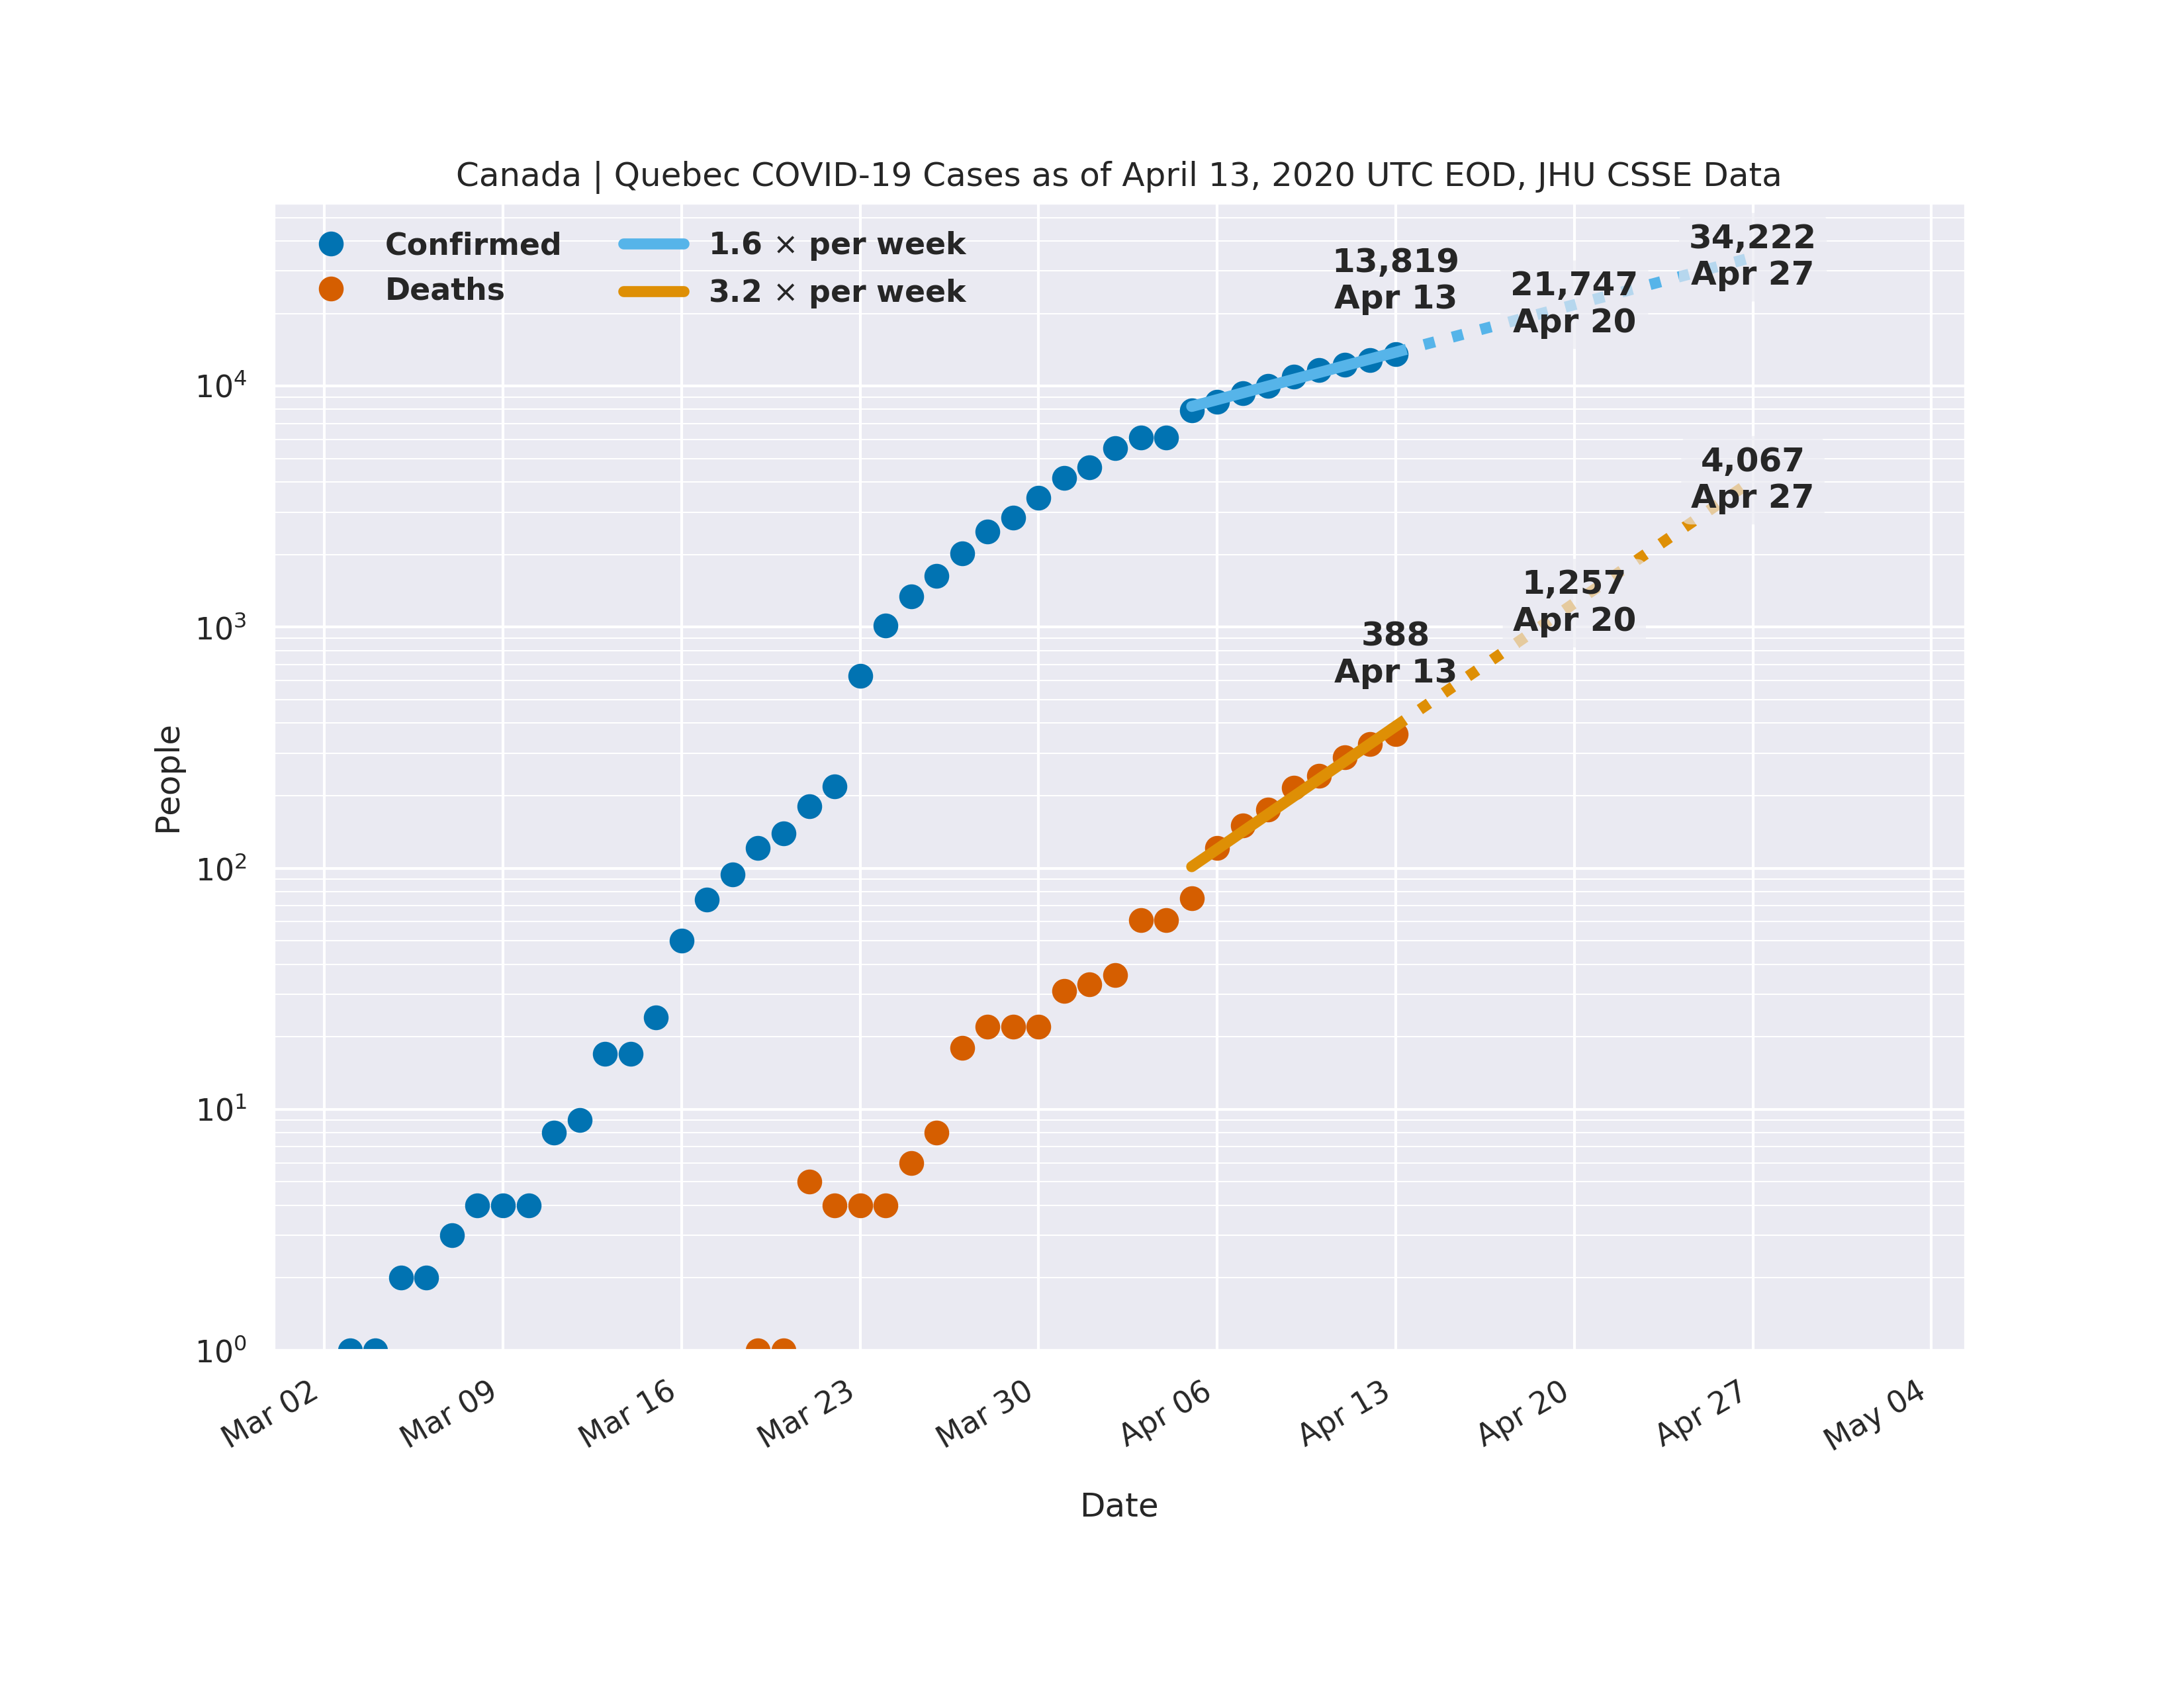 Canada | Quebec COVID-19 Cases as of April 13, 2020 UTC EOD, JHU CSSE Data
Confirmed
Deaths
1.6 × per week
3.2 × per week
13,819
Apr 13
21,747
Apr 20
34,222
Apr 27
388
Apr 13
1,257
Apr 20
4,067
Apr 27
People
10⁴
10³
10²
10¹
10⁰
Mar 02
Mar 09
Mar 16
Mar 23
Mar 30
Apr 06
Apr 13
Apr 20
Apr 27
May 04
Date